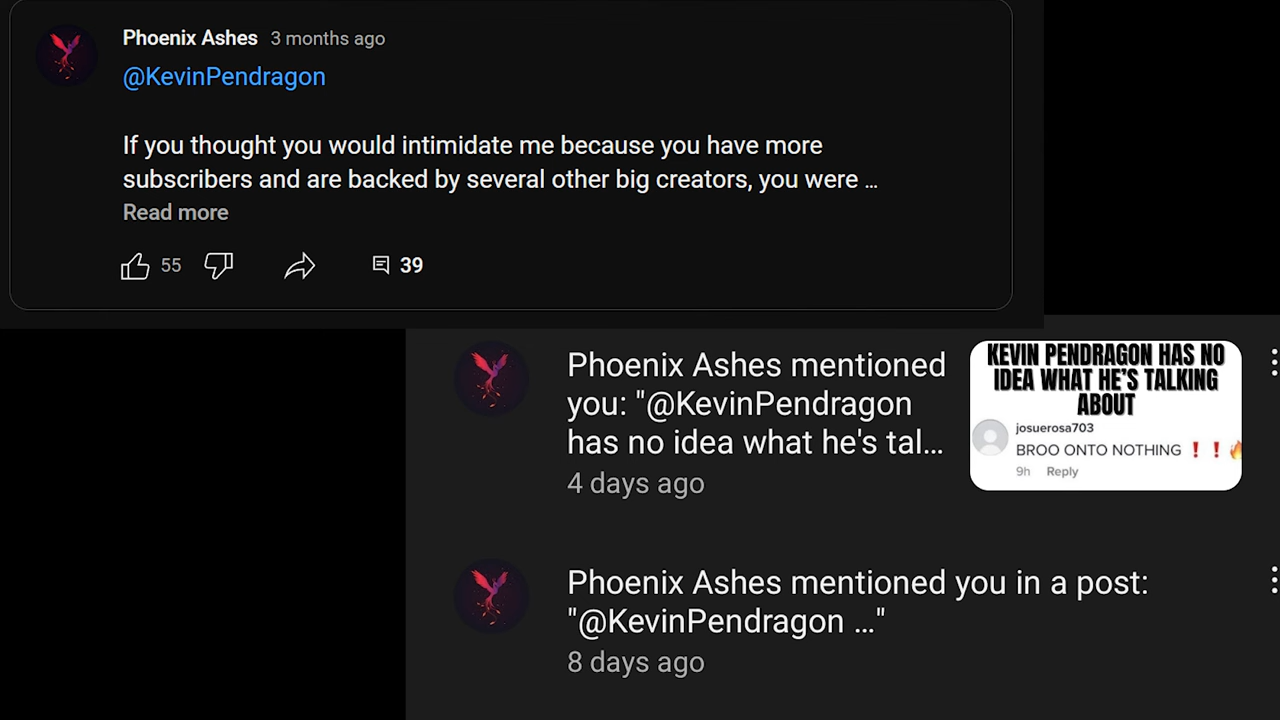 Phoenix Ashes 3 months ago
@KevinPendragon
If you thought you would intimidate me because you have more
subscribers and are backed by several other big creators, you were ...
Read more
55 39
Phoenix Ashes mentioned
you: "@KevinPendragon
has no idea what he's tal...
4 days ago
KEVIN PENDRAGON HAS NO
IDEA WHAT HE'S TALKING
ABOUT
josuerosa703
BROO ONTO NOTHING ❗ ❗ 🔥
9h Reply
Phoenix Ashes mentioned you in a post:
"@KevinPendragon ..."
8 days ago